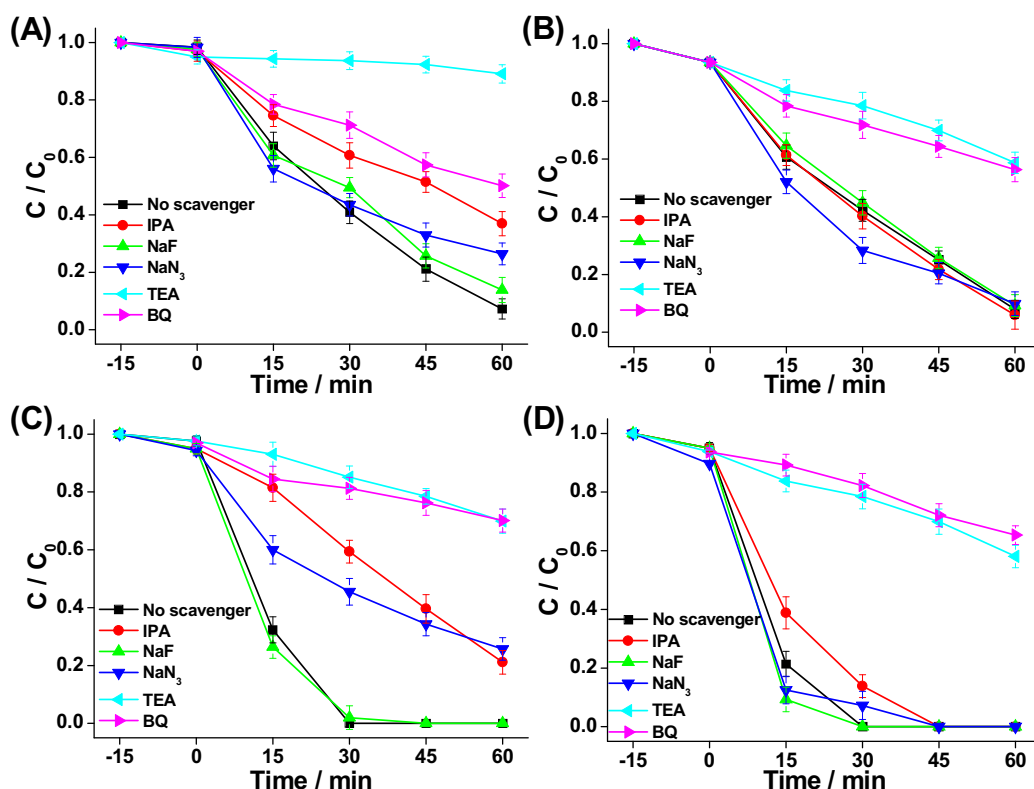 (A)
C / C0
1.0
0.8
0.6
0.4
0.2
0.0
No scavenger
IPA
NaF
NaN3
TEA
BQ
-15 0 15 30 45 60
Time / min
(B)
C / C0
1.0
0.8
0.6
0.4
0.2
0.0
No scavenger
IPA
NaF
NaN3
TEA
BQ
-15 0 15 30 45 60
Time / min
(C)
C / C0
1.0
0.8
0.6
0.4
0.2
0.0
No scavenger
IPA
NaF
NaN3
TEA
BQ
-15 0 15 30 45 60
Time / min
(D)
C / C0
1.0
0.8
0.6
0.4
0.2
0.0
No scavenger
IPA
NaF
NaN3
TEA
BQ
-15 0 15 30 45 60
Time / min